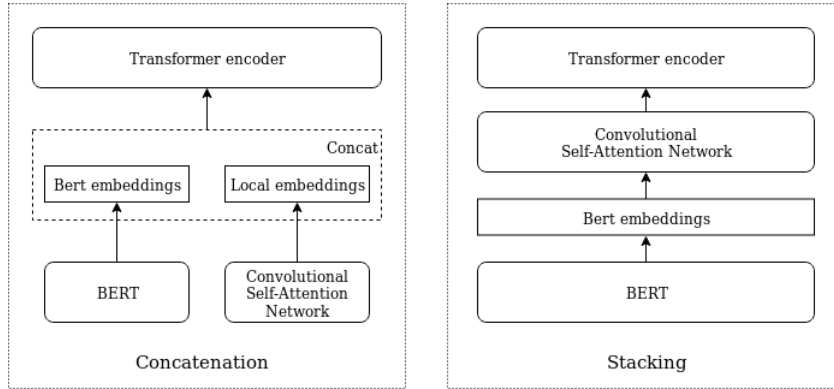 Transformer encoder
Concat
Bert embeddings
Local embeddings
BERT
Convolutional
Self-Attention
Network
Concatenation
Transformer encoder
Convolutional
Self-Attention Network
Bert embeddings
BERT
Stacking